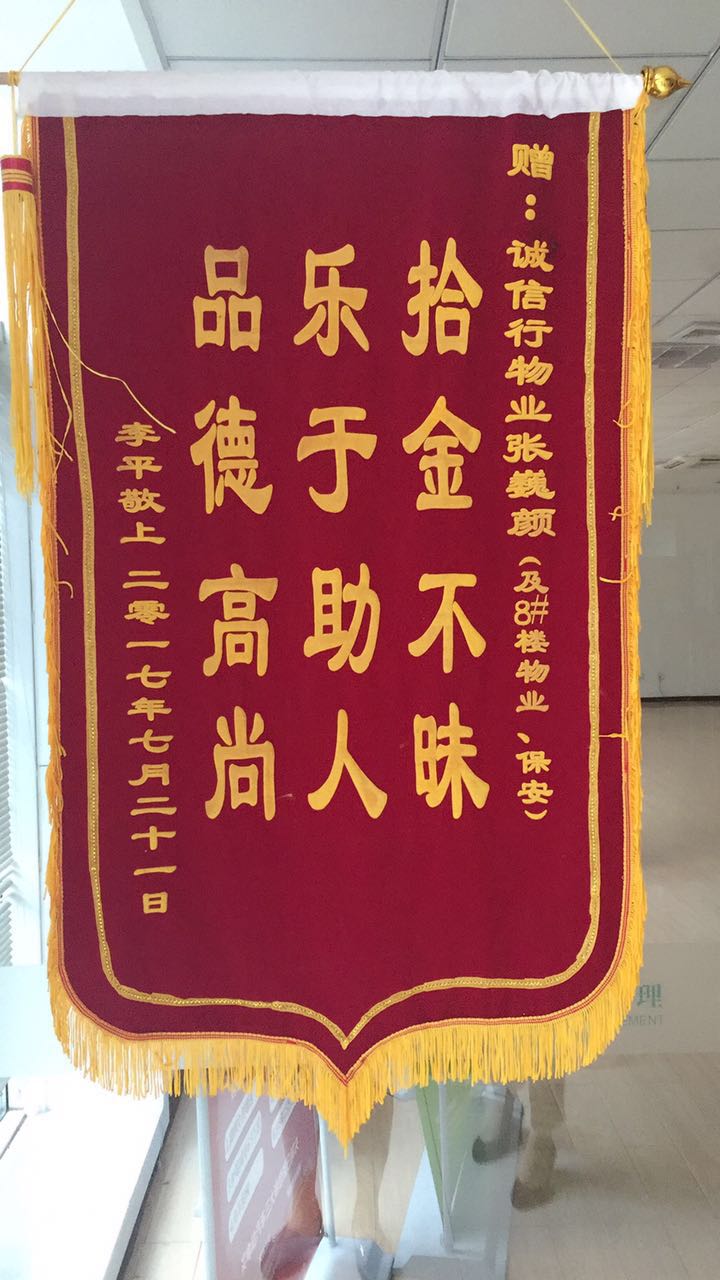 赠：诚信行物业张巍颜（及8#楼物业、保安）
拾金不昧
乐于助人
品德高尚
李平敬上 二零一七年七月二十一日
理
EMENT